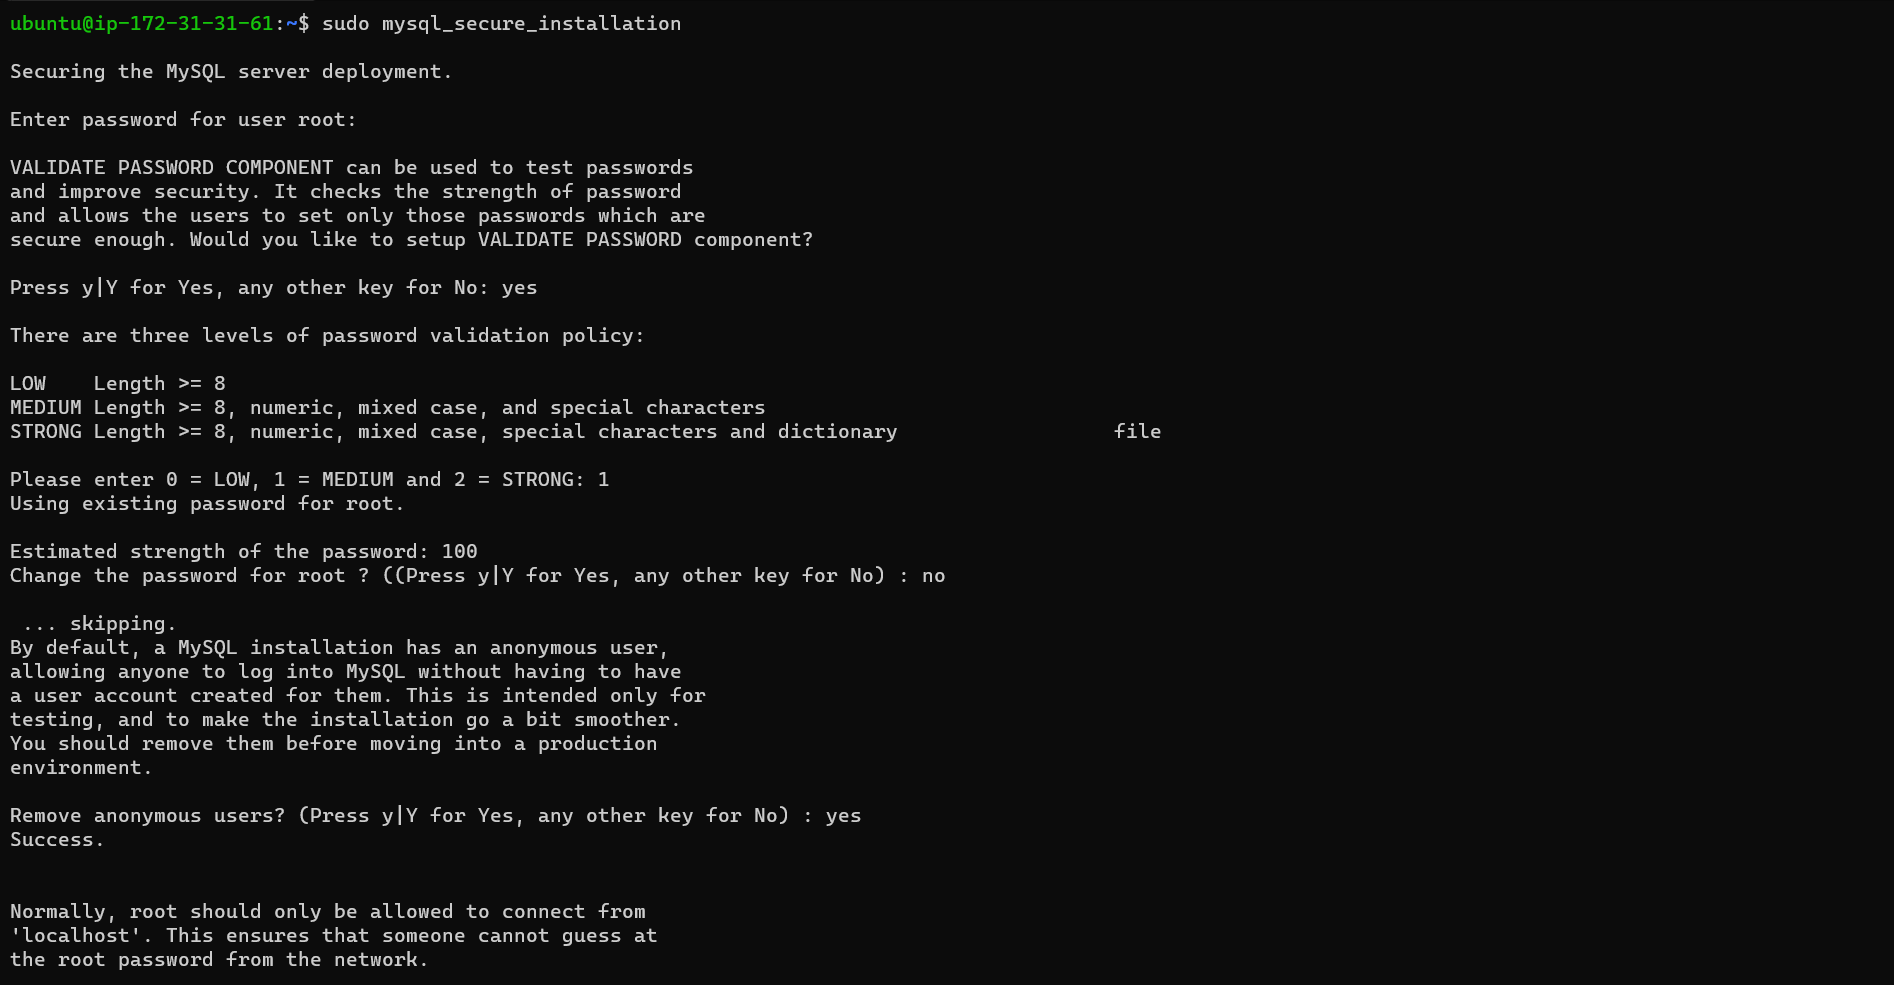 ubuntu@ip-172-31-31-61:~$ sudo mysql_secure_installation
Securing the MySQL server deployment.
Enter password for user root:
VALIDATE PASSWORD COMPONENT can be used to test passwords
and improve security. It checks the strength of password
and allows the users to set only those passwords which are
secure enough. Would you like to setup VALIDATE PASSWORD component?
Press y|Y for Yes, any other key for No: yes
There are three levels of password validation policy:
LOW    Length >= 8
MEDIUM Length >= 8, numeric, mixed case, and special characters
STRONG Length >= 8, numeric, mixed case, special characters and dictionary                  file
Please enter 0 = LOW, 1 = MEDIUM and 2 = STRONG: 1
Using existing password for root.
Estimated strength of the password: 100
Change the password for root ? ((Press y|Y for Yes, any other key for No) : no
 ... skipping.
By default, a MySQL installation has an anonymous user,
allowing anyone to log into MySQL without having to have
a user account created for them. This is intended only for
testing, and to make the installation go a bit smoother.
You should remove them before moving into a production
environment.
Remove anonymous users? (Press y|Y for Yes, any other key for No) : yes
Success.
Normally, root should only be allowed to connect from
'localhost'. This ensures that someone cannot guess at
the root password from the network.